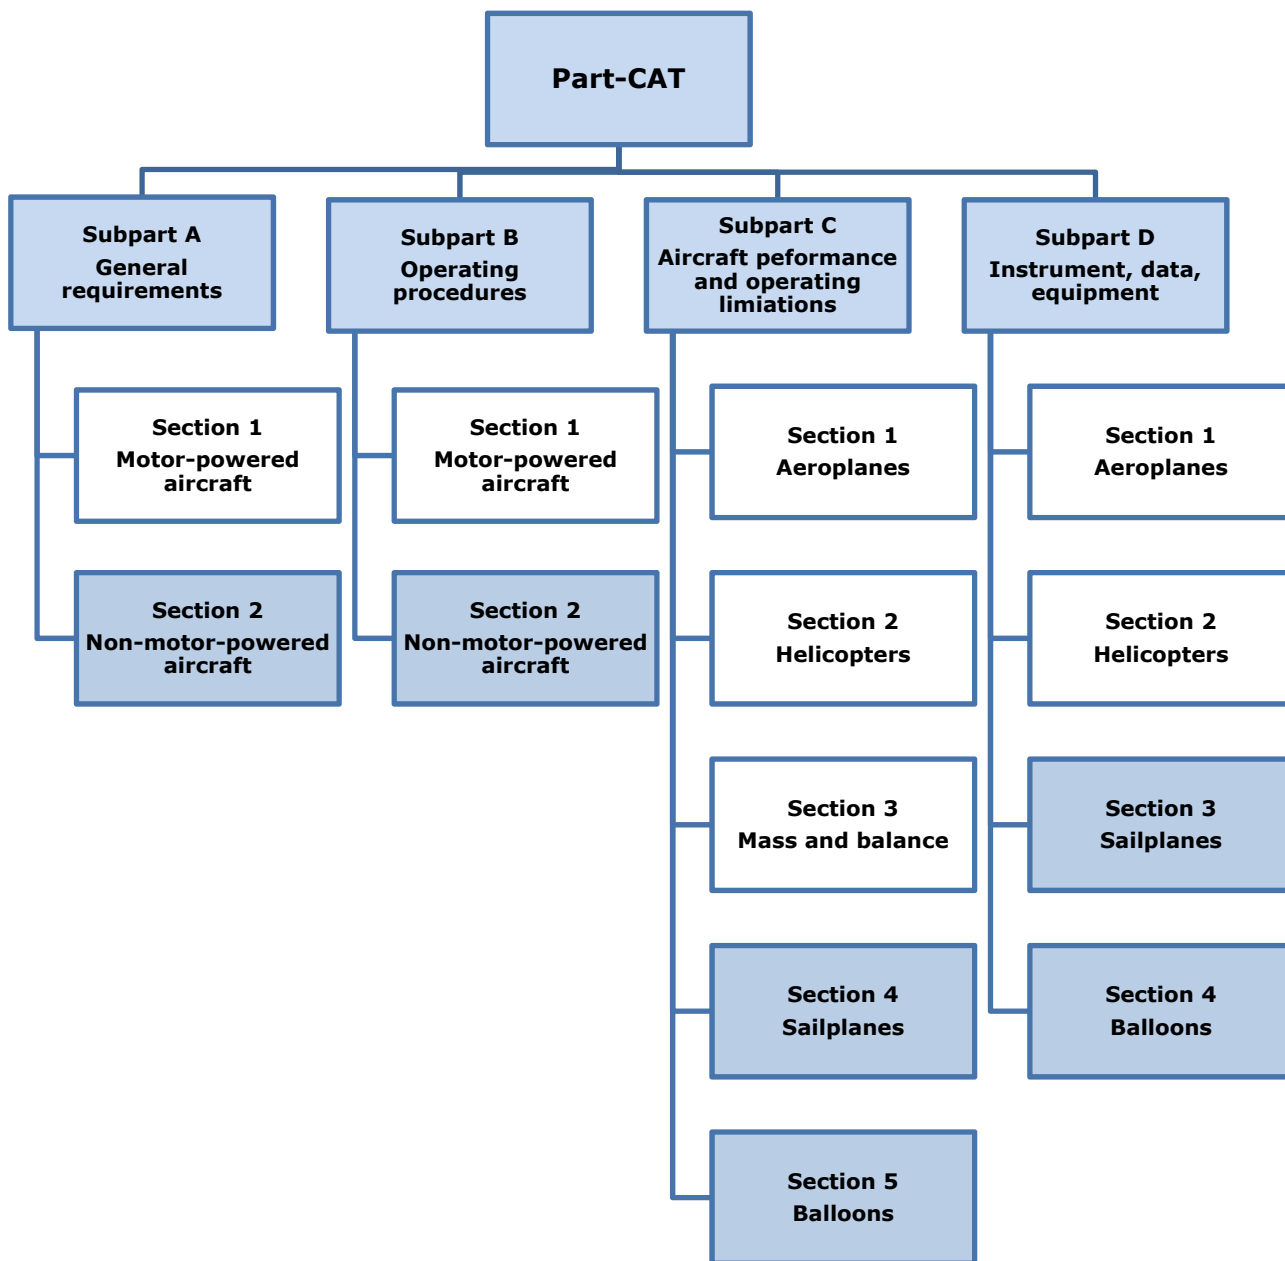 Part-CAT
Subpart A
General
requirements
Section 1
Motor-powered
aircraft
Section 2
Non-motor-powered
aircraft
Subpart B
Operating
procedures
Section 1
Motor-powered
aircraft
Section 2
Non-motor-powered
aircraft
Subpart C
Aircraft peformance
and operating
limiations
Section 1
Aeroplanes
Section 2
Helicopters
Section 3
Mass and balance
Section 4
Sailplanes
Section 5
Balloons
Subpart D
Instrument, data,
equipment
Section 1
Aeroplanes
Section 2
Helicopters
Section 3
Sailplanes
Section 4
Balloons